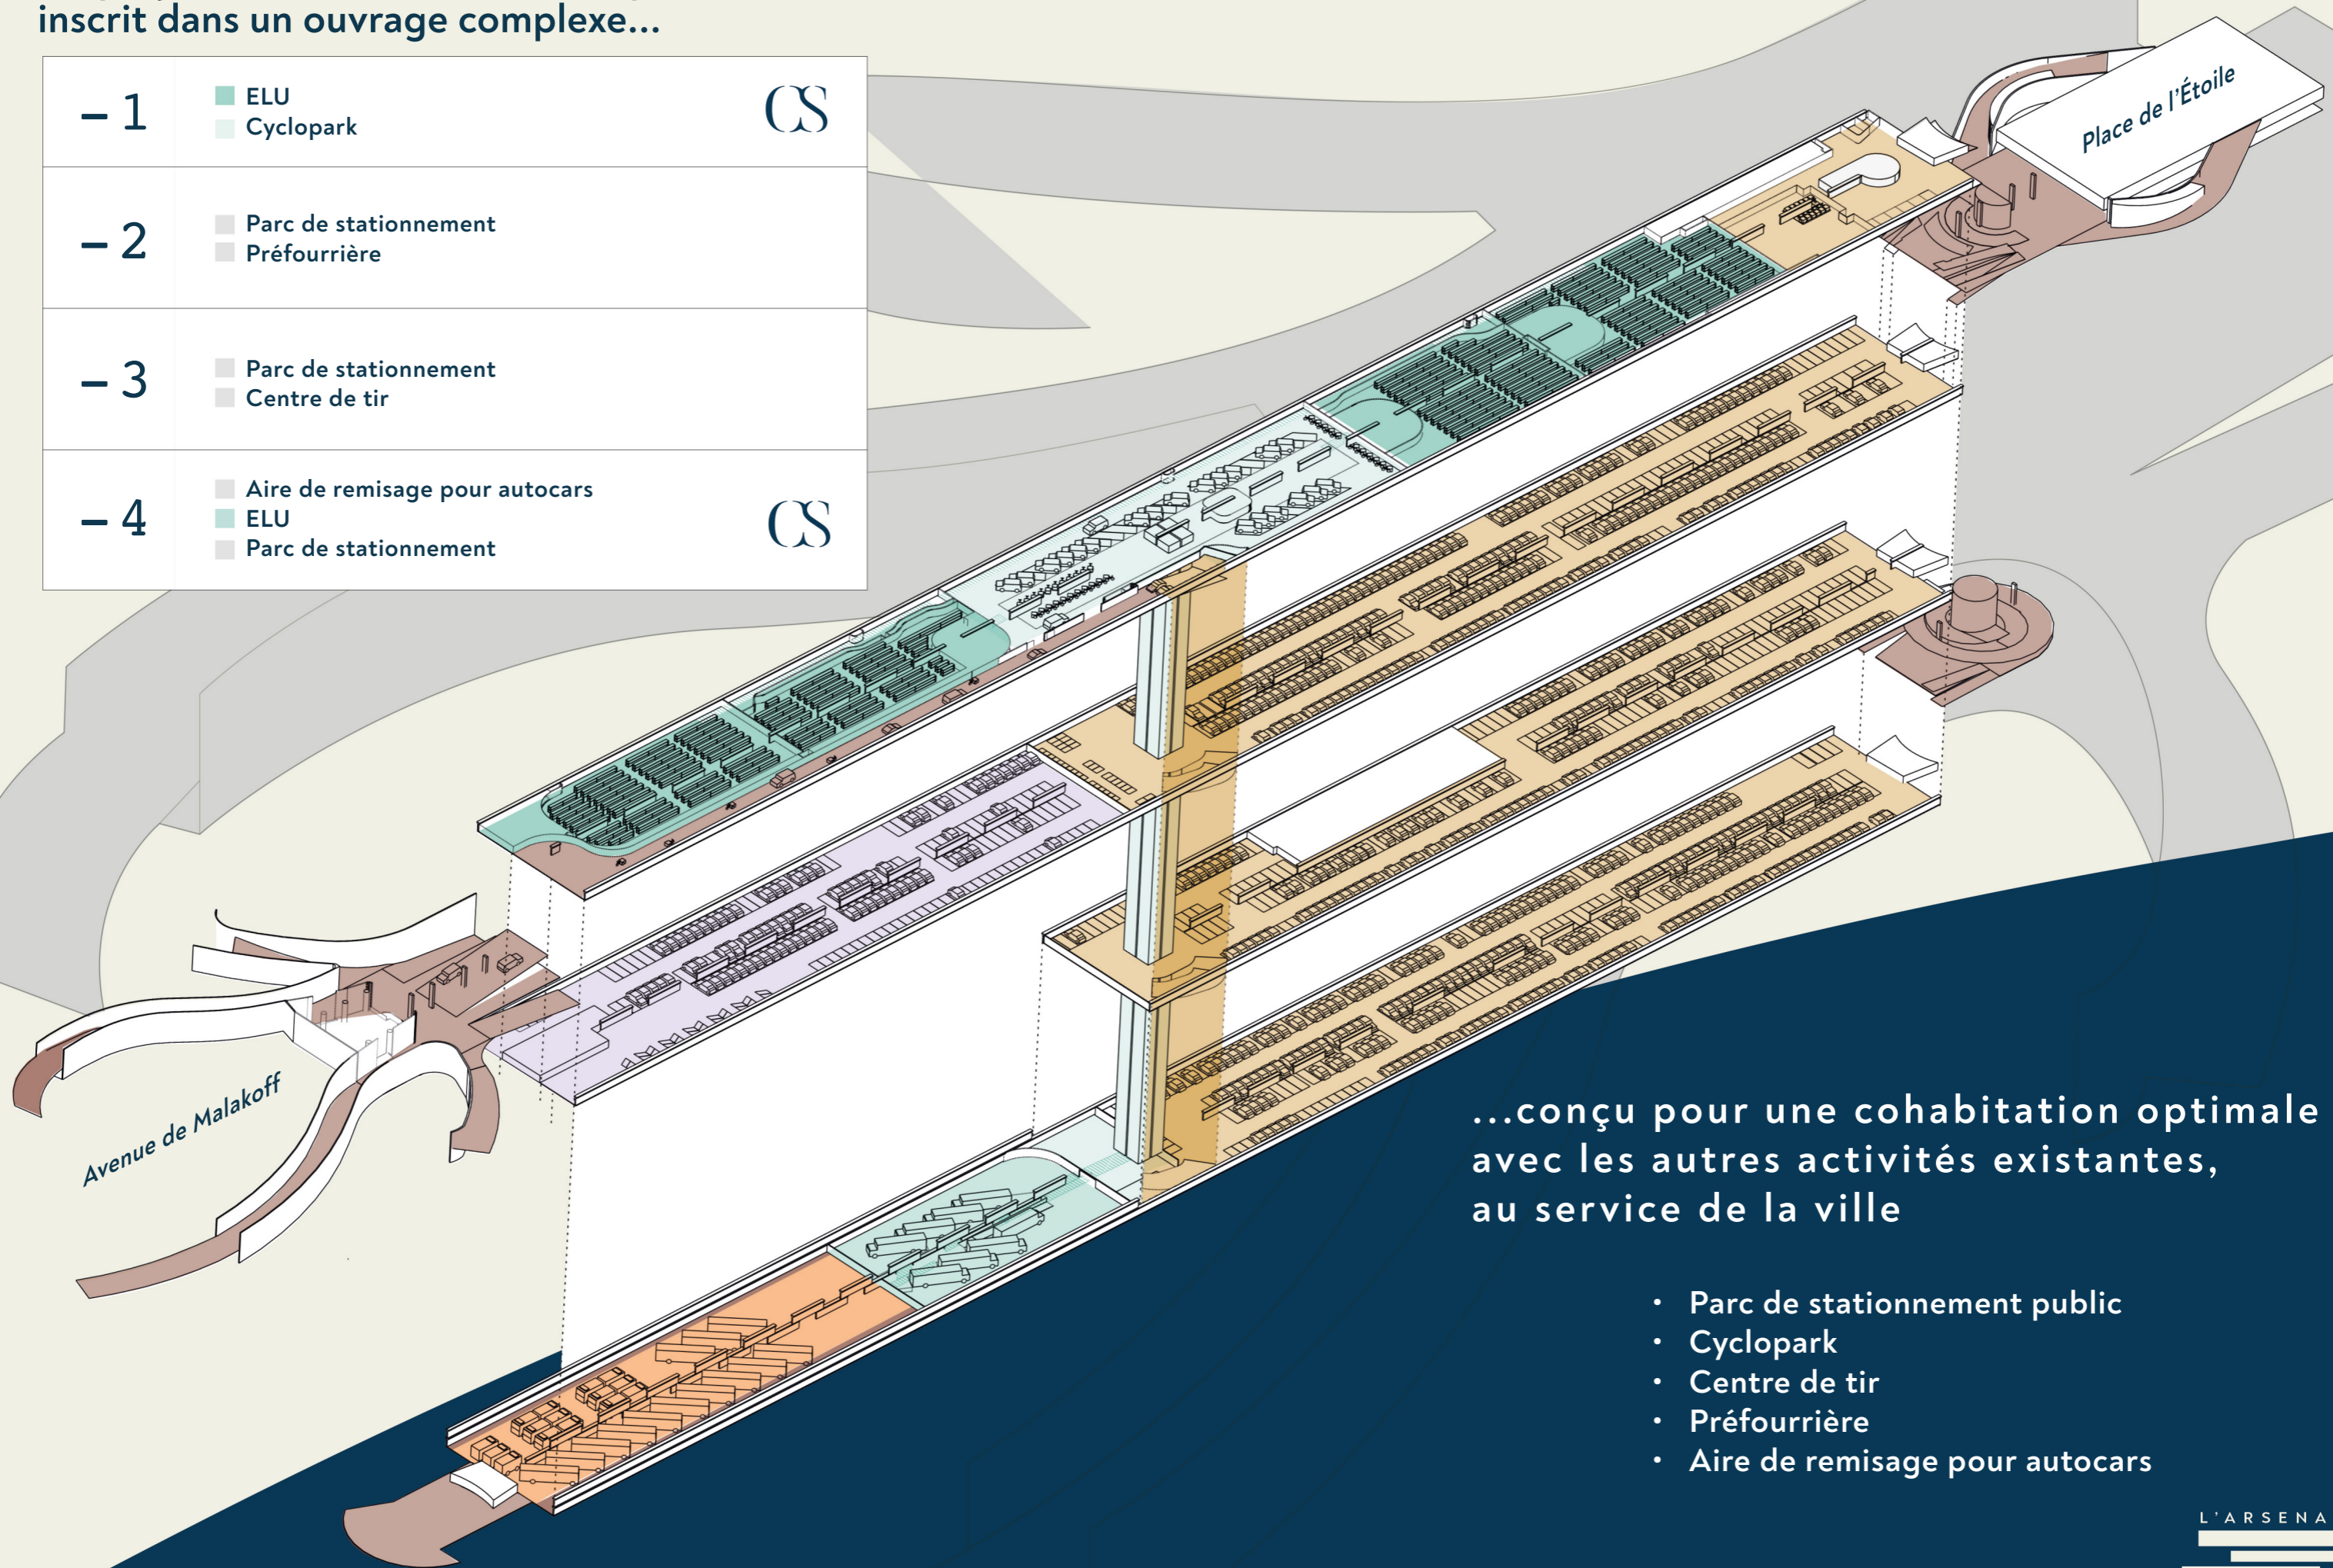 inscrit dans un ouvrage complexe...
– 1
ELU
Cyclopark
CS
– 2
Parc de stationnement
Préfourrière
– 3
Parc de stationnement
Centre de tir
– 4
Aire de remisage pour autocars
ELU
Parc de stationnement
CS
Place de l'Étoile
Avenue de Malakoff
...conçu pour une cohabitation optimale
avec les autres activités existantes,
au service de la ville
• Parc de stationnement public
• Cyclopark
• Centre de tir
• Préfourrière
• Aire de remisage pour autocars
L'ARSENA